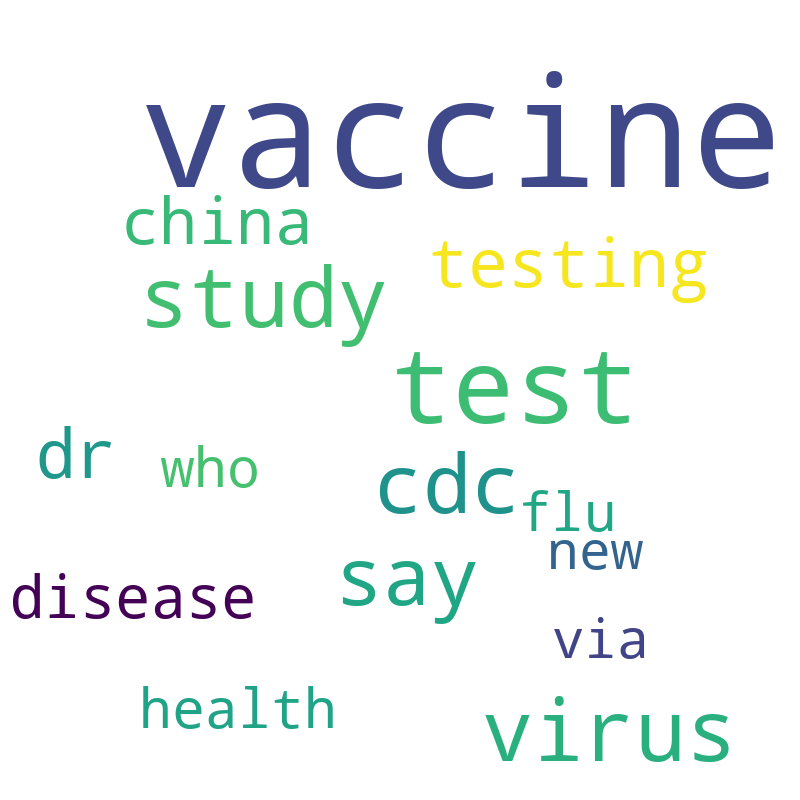 vaccine
china
testing
study
test
dr
who
cdc
flu
new
say
disease
via
health
virus